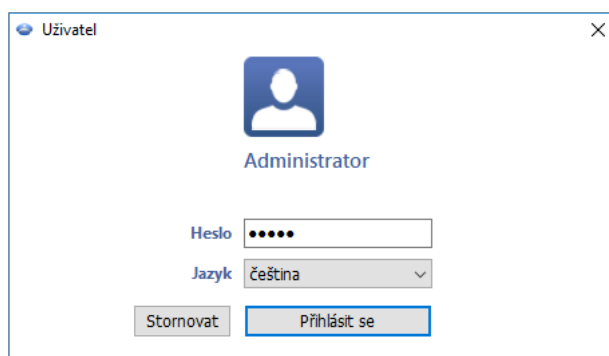 Uživatel
Administrator
Heslo •••••
Jazyk čeština
Stornovat Přihlásit se